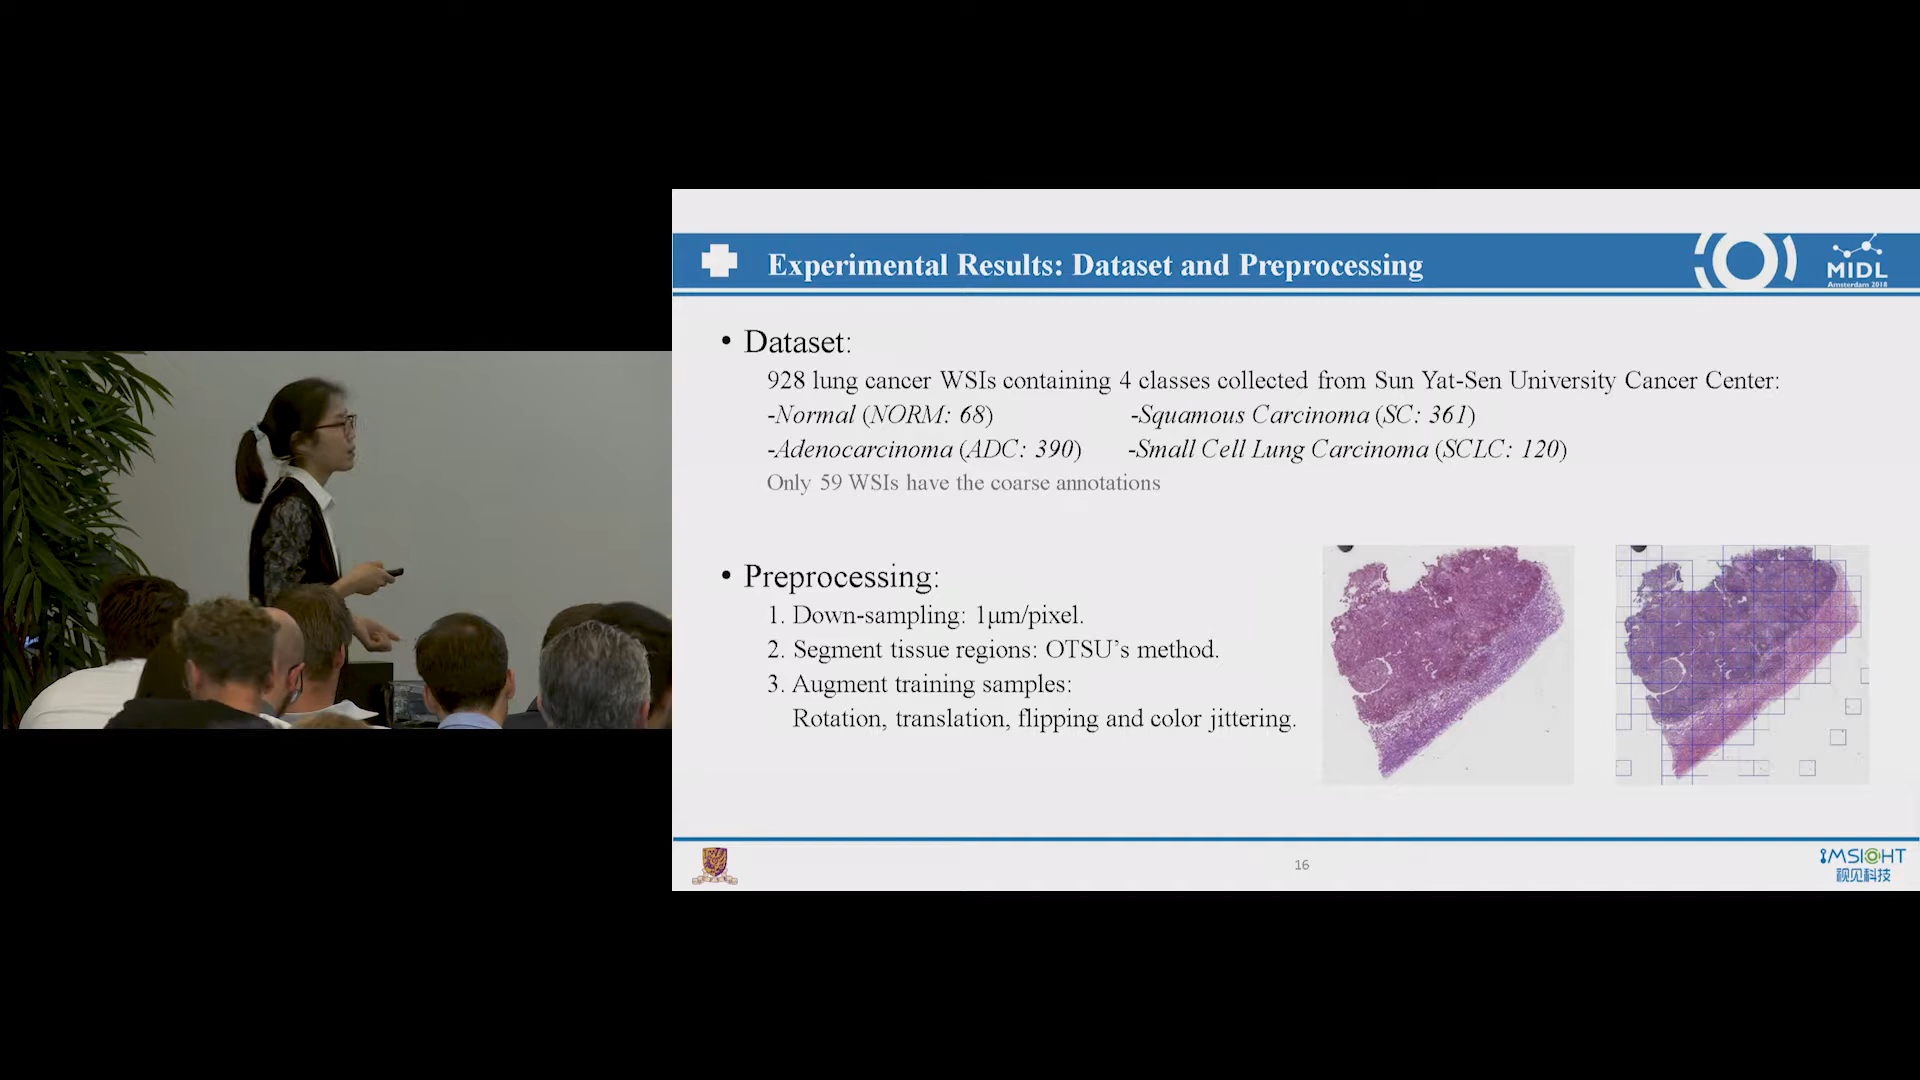 Experimental Results: Dataset and Preprocessing
MIDL
Amsterdam 2018
• Dataset:
928 lung cancer WSIs containing 4 classes collected from Sun Yat-Sen University Cancer Center:
-Normal (NORM: 68) -Squamous Carcinoma (SC: 361)
-Adenocarcinoma (ADC: 390) -Small Cell Lung Carcinoma (SCLC: 120)
Only 59 WSIs have the coarse annotations
• Preprocessing:
1. Down-sampling: 1μm/pixel.
2. Segment tissue regions: OTSU’s method.
3. Augment training samples:
Rotation, translation, flipping and color jittering.
16
iMSIGHT
视见科技